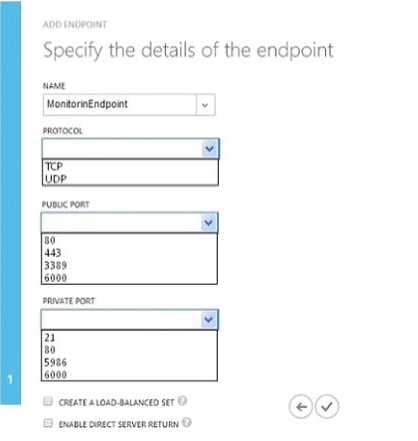 ADD ENDPOINT
Specify the details of the endpoint
NAME
MonitorinEndpoint
PROTOCOL
TCP
UDP
PUBLIC PORT
80
443
3389
6000
PRIVATE PORT
21
80
5986
6000
1
CREATE A LOAD-BALANCED SET ?
ENABLE DIRECT SERVER RETURN ?